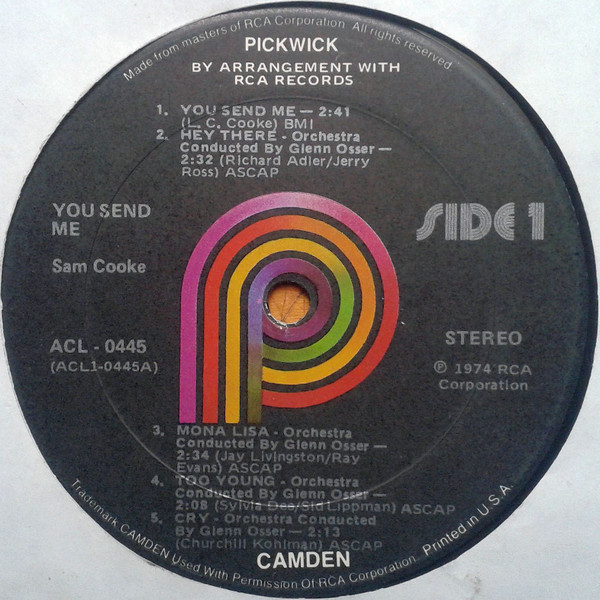 Made from masters of RCA Corporation. All rights reserved.
PICKWICK
BY ARRANGEMENT WITH
RCA RECORDS
1. YOU SEND ME — 2:41
(L. C. Cooke) BMI
2. HEY THERE - Orchestra
Conducted By Glenn Osser —
2:32 (Richard Adler/Jerry
Ross) ASCAP
YOU SEND
ME
Sam Cooke
ACL - 0445
(ACL1-0445A)
SIDE 1
STEREO
Ⓟ 1974 RCA
Corporation
3. MONA LISA - Orchestra
Conducted By Glenn Osser —
2:34 (Jay Livingston/Ray
Evans) ASCAP
4. TOO YOUNG - Orchestra
Conducted By Glenn Osser —
2:08 (Sylvia Dee/Sid Lippman) ASCAP
5. CRY - Orchestra Conducted
By Glenn Osser — 2:13
(Churchill Kohlman) ASCAP
CAMDEN
Trademark CAMDEN Used With Permission Of RCA Corporation. Printed in U.S.A.